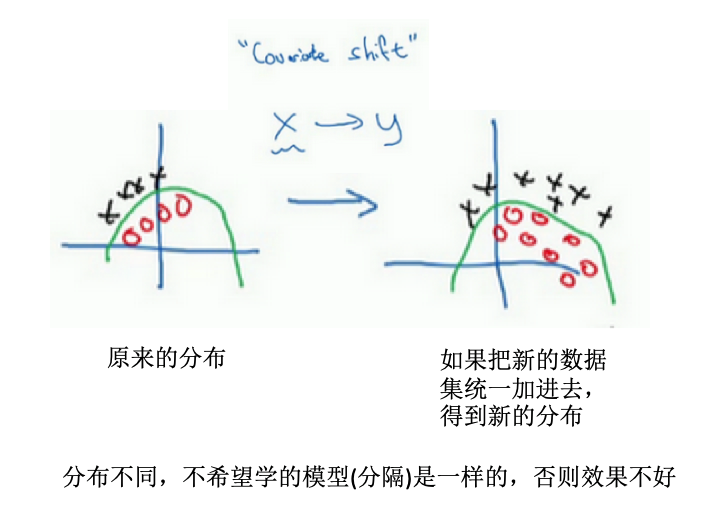 "Covariate shift"
X → y
原来的分布
如果把新的数据
集统一加进去，
得到新的分布
分布不同，不希望学的模型(分隔)是一样的，否则效果不好